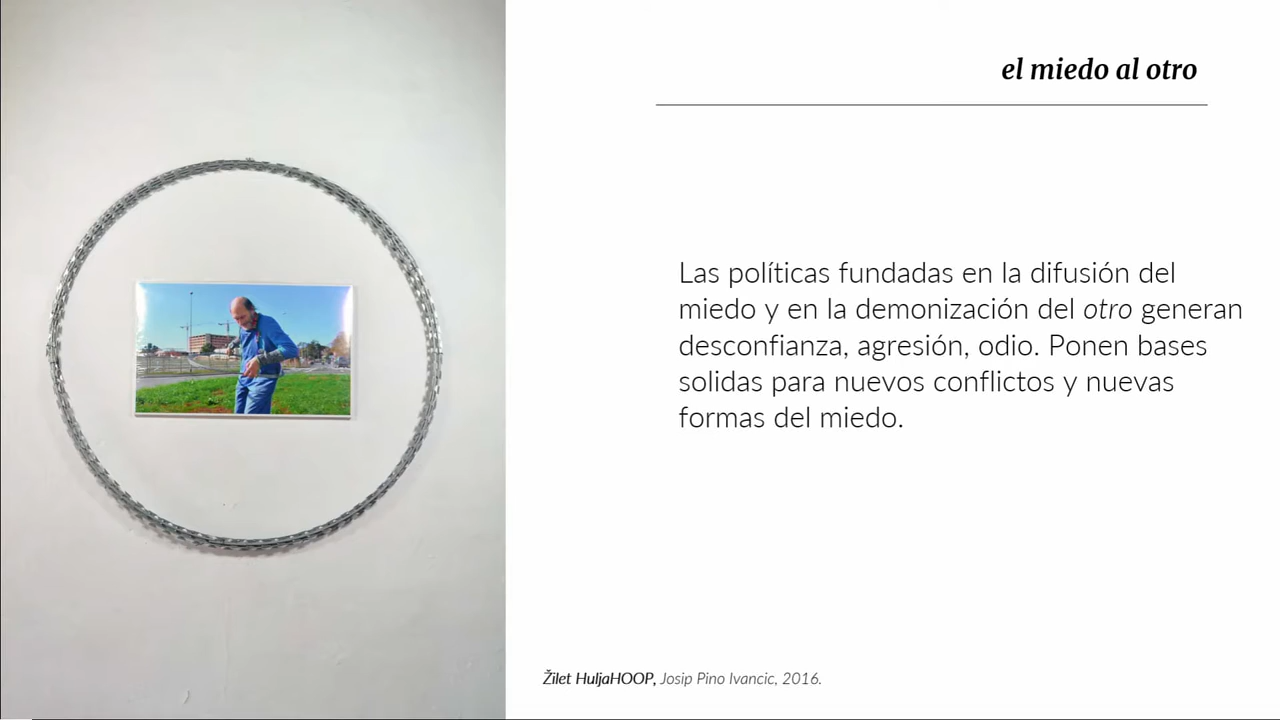 el miedo al otro
Las políticas fundadas en la difusión del
miedo y en la demonización del otro generan
desconfianza, agresión, odio. Ponen bases
solidas para nuevos conflictos y nuevas
formas del miedo.
Žilet HuljaHOOP, Josip Pino Ivancic, 2016.